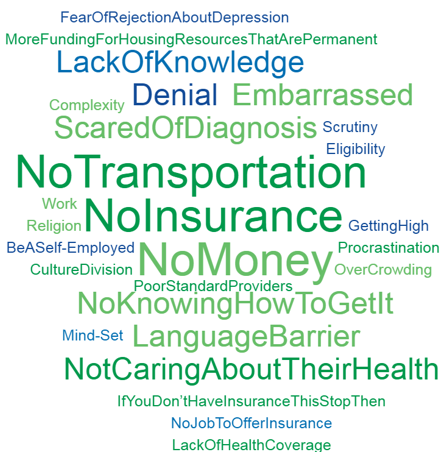 FearOfRejectionAboutDepression
MoreFundingForHousingResourcesThatArePermanent
LackOfKnowledge
Complexity Denial Embarrassed
ScaredOfDiagnosis Scrutiny
Eligibility
NoTransportation
Work
NoInsurance
Religion GettingHigh
BeASelf-Employed NoMoney Procrastination
CultureDivision OverCrowding
PoorStandardProviders
NoKnowingHowToGetIt
Mind-Set LanguageBarrier
NotCaringAboutTheirHealth
IfYouDon’tHaveInsuranceThisStopThen
NoJobToOfferInsurance
LackOfHealthCoverage